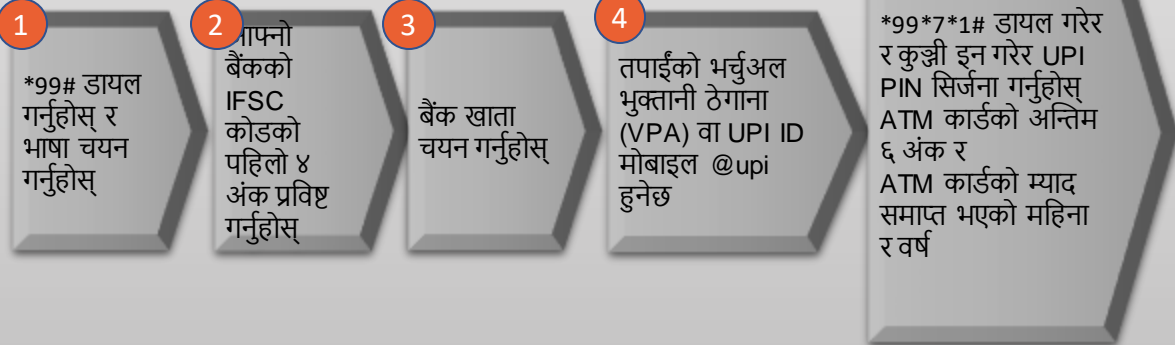 1
*99# डायल
गर्नुहोस् र
भाषा चयन
गर्नुहोस्
2
आफ्नो
बैंकको
IFSC
कोडको
पहिलो ४
अंक प्रविष्ट
गर्नुहोस्
3
बैंक खाता
चयन गर्नुहोस्
4
तपाईंको भर्चुअल
भुक्तानी ठेगाना
(VPA) वा UPI ID
मोबाइल @upi
हुनेछ
*99*7*1# डायल गरेर
र कुञ्जी इन गरेर UPI
PIN सिर्जना गर्नुहोस्
ATM कार्डको अन्तिम
६ अंक र
ATM कार्डको म्याद
समाप्त भएको महिना
र वर्ष